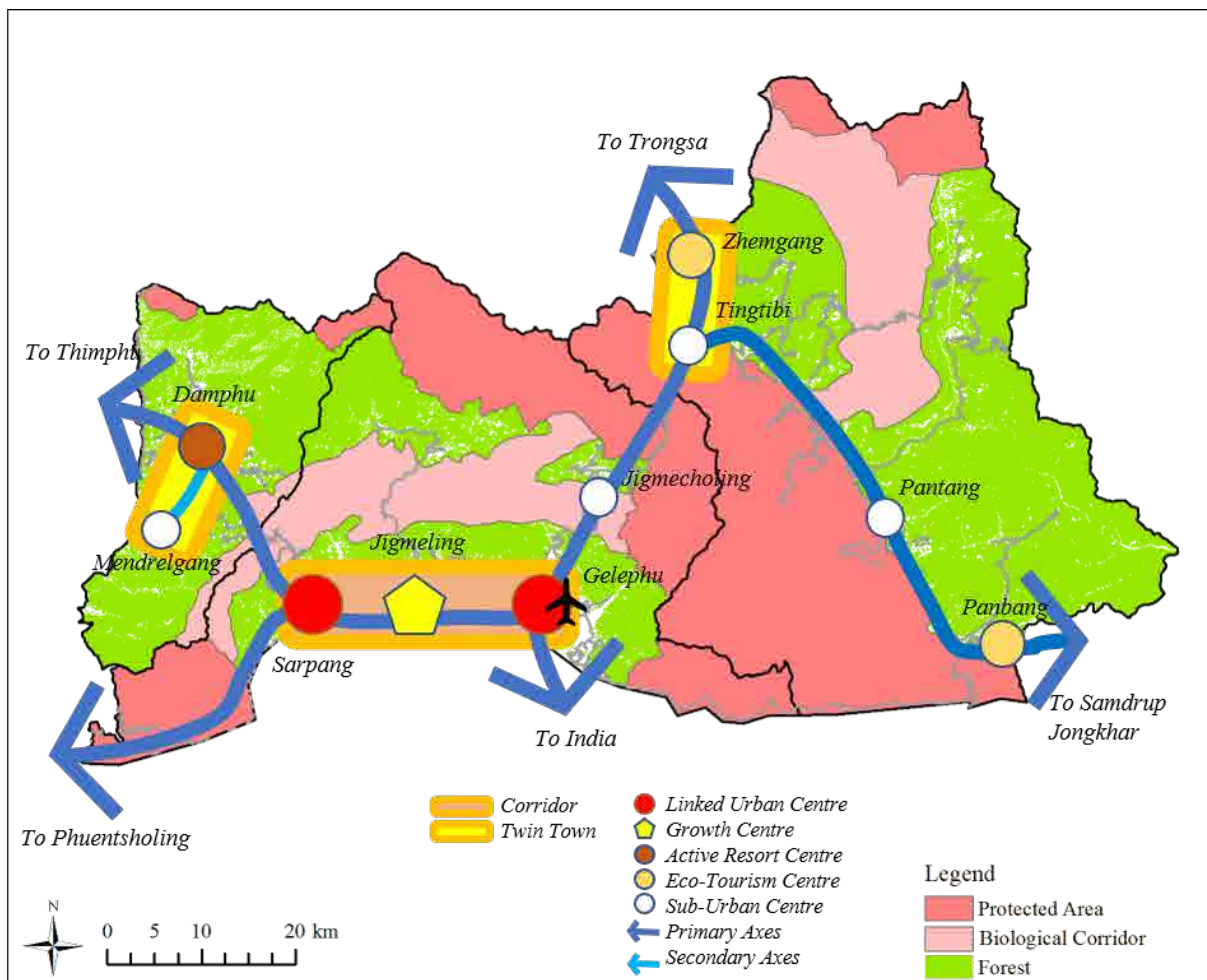 To Trongsa
Zhemgang
Tingtibi
To Thimphu
Damphu
Jigmecholing
Pantang
Mendrelgang
Jigmeling
Gelephu
Panbang
Sarpang
To Samdrup
Jongkhar
To India
To Phuentsholing
Corridor
Twin Town
Linked Urban Centre
Growth Centre
Active Resort Centre
Eco-Tourism Centre
Sub-Urban Centre
Primary Axes
Secondary Axes
Legend
Protected Area
Biological Corridor
Forest
N
0 5 10 20 km